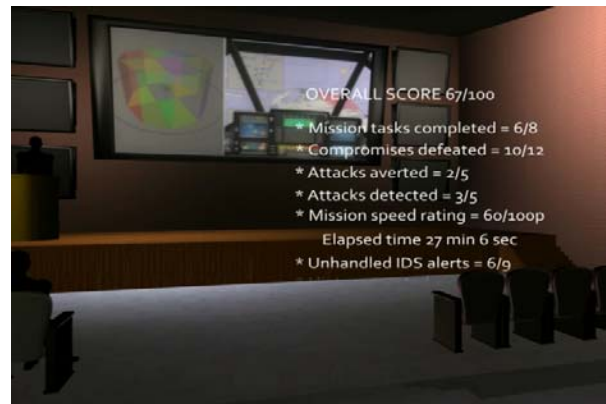 OVERALL SCORE 67/100
* Mission tasks completed = 6/8
* Compromises defeated = 10/12
* Attacks averted = 2/5
* Attacks detected = 3/5
* Mission speed rating = 60/100p
Elapsed time 27 min 6 sec
* Unhandled IDS alerts = 6/9